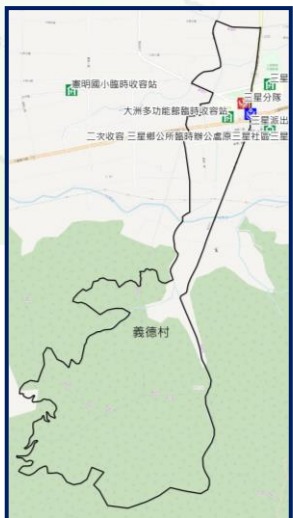 三星
憲明國小臨時收容站
三星分隊
大洲多功能館臨時收容站
三星派出
二次收容 三星鄉公所臨時辦公處原三星社區 三星
義德村